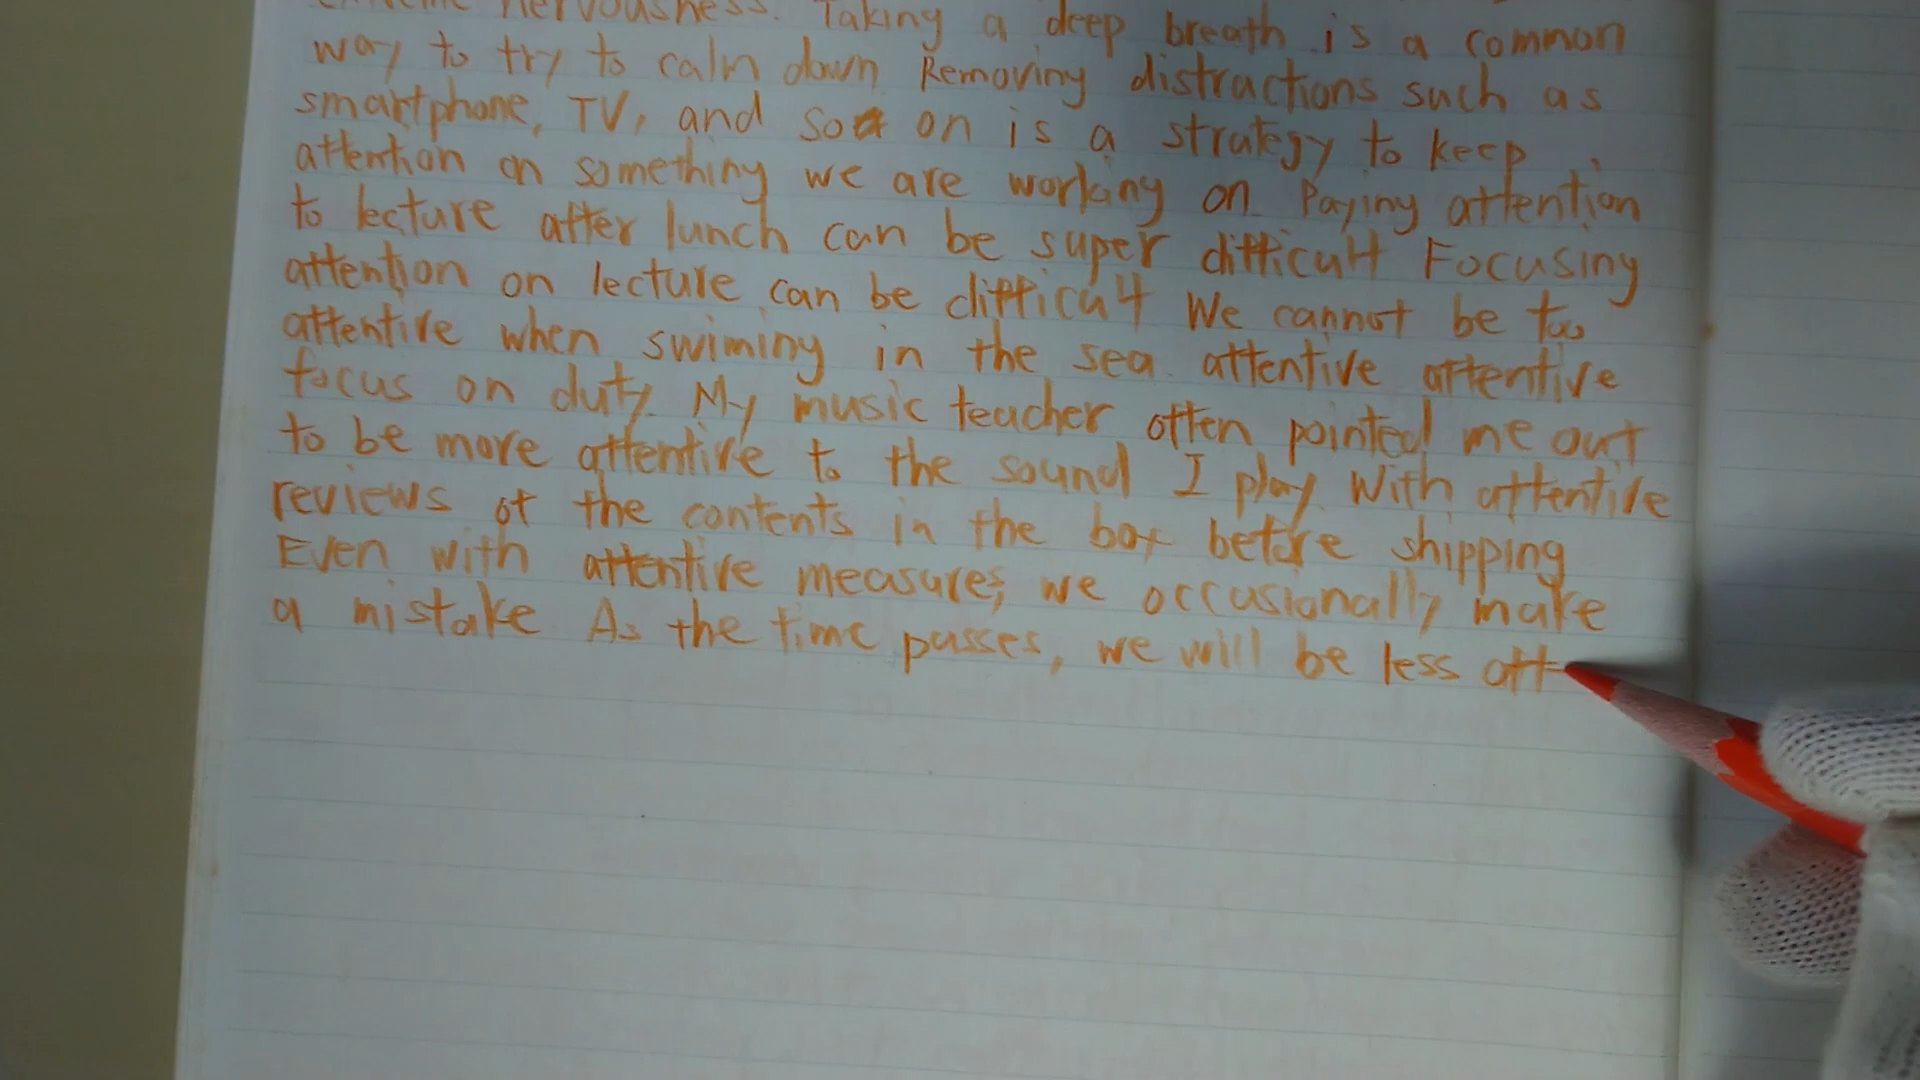 nervousness. Taking a deep breath is a common
way to try to calm down Removing distractions such as
smartphone, TV, and so on is a strategy to keep
attention on something we are working on. Paying attention
to lecture after lunch can be super difficult Focusing
attention on lecture can be difficult We cannot be too
attentive when swiming in the sea. attentive attentive
focus on duty. My music teacher often pointed me out
to be more attentive to the sound I play. With attentive
reviews of the contents in the box before shipping
Even with attentive measures, we occasionally make
a mistake As the time passes, we will be less att